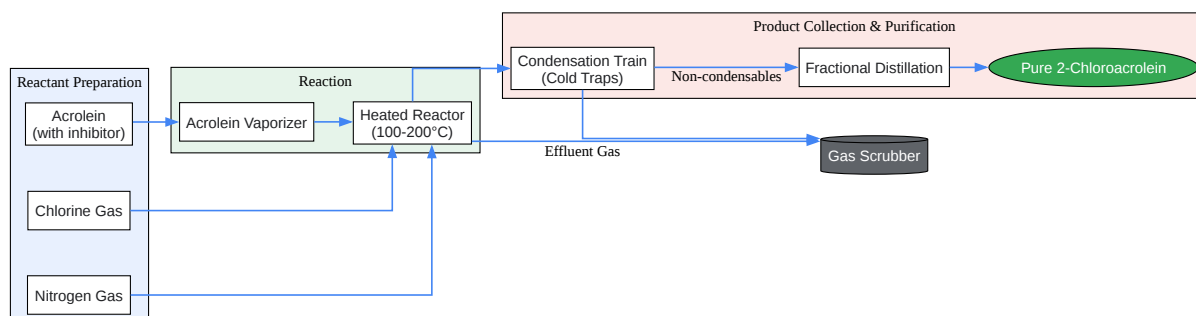 Product Collection & Purification
Reactant Preparation
Reaction
Condensation Train
(Cold Traps)
Non-condensables
Fractional Distillation
Pure 2-Chloroacrolein
Acrolein
(with inhibitor)
Acrolein Vaporizer
Heated Reactor
(100-200°C)
Effluent Gas
Gas Scrubber
Chlorine Gas
Nitrogen Gas